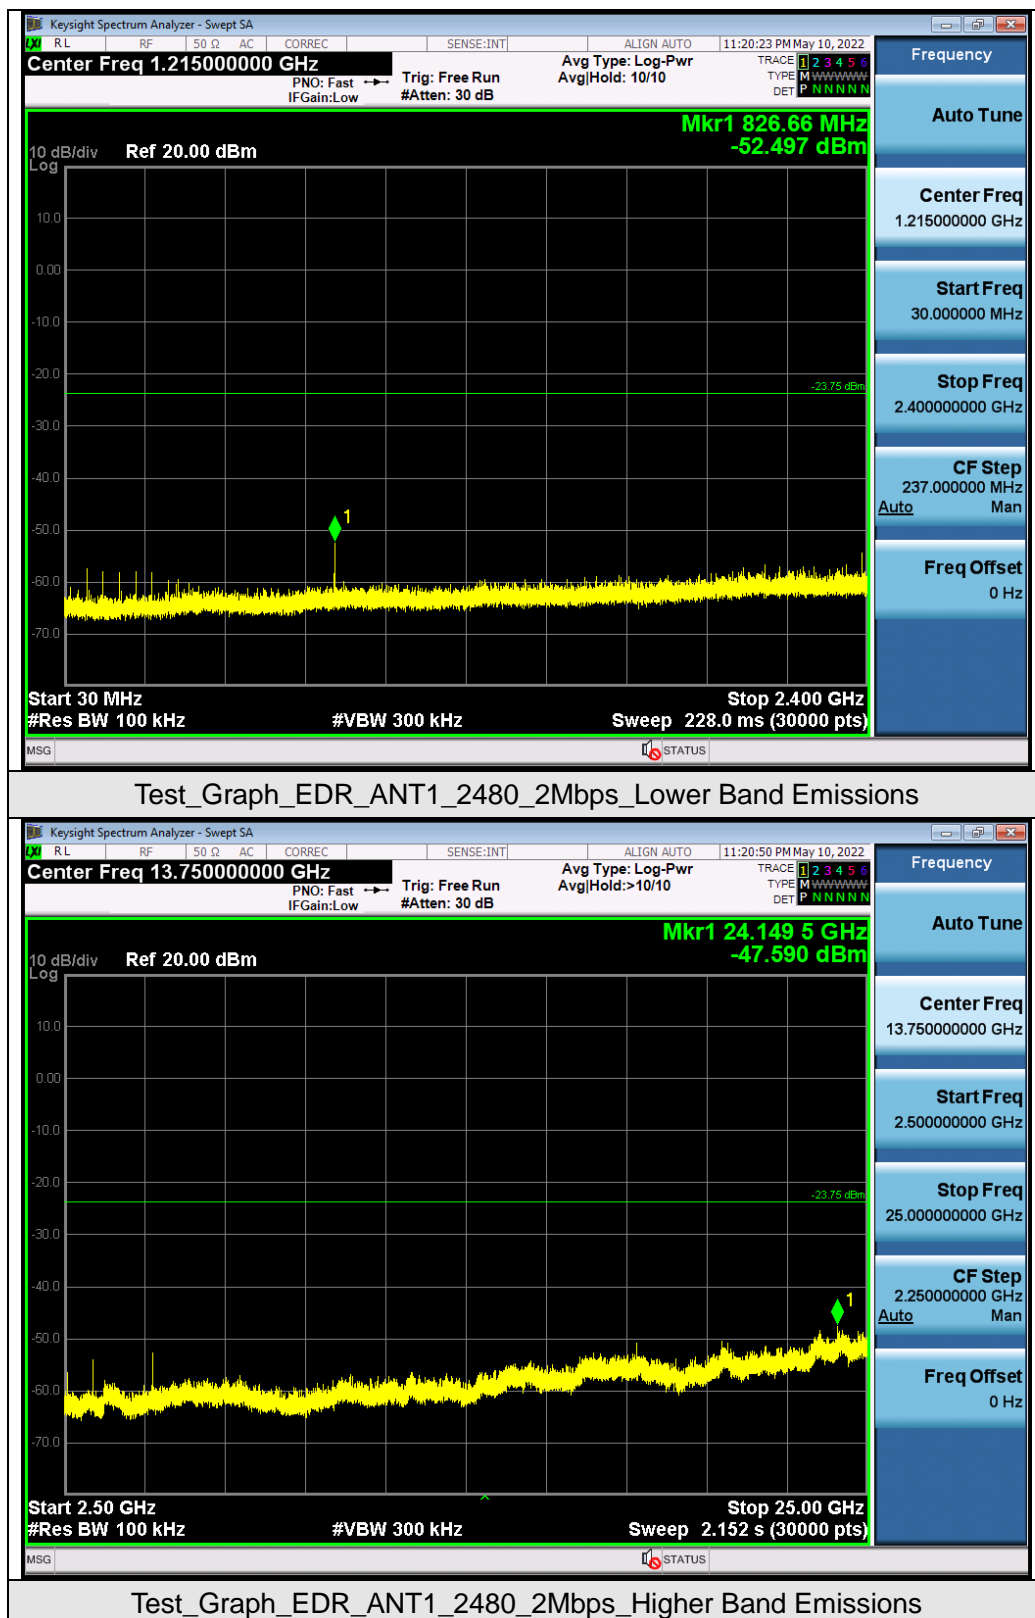 Keysight Spectrum Analyzer - Swept SA
LXI RL RF 50 Ω AC CORREC SENSE:INT ALIGN AUTO 11:20:23 PM May 10, 2022
Center Freq 1.215000000 GHz
PNO: Fast
IFGain:Low
Trig: Free Run
#Atten: 30 dB
Avg Type: Log-Pwr
Avg|Hold: 10/10
TRACE 1 2 3 4 5 6
TYPE M WWWWW
DET P N N N N N
Mkr1 826.66 MHz
-52.497 dBm
10 dB/div Ref 20.00 dBm
Log
10.0
0.00
-10.0
-20.0
-23.75 dBm
-30.0
-40.0
1
-50.0
-60.0
-70.0
Start 30 MHz Stop 2.400 GHz
#Res BW 100 kHz #VBW 300 kHz Sweep 228.0 ms (30000 pts)
MSG STATUS
Frequency
Auto Tune
Center Freq
1.215000000 GHz
Start Freq
30.000000 MHz
Stop Freq
2.400000000 GHz
CF Step
237.000000 MHz
Auto Man
Freq Offset
0 Hz
Test_Graph_EDR_ANT1_2480_2Mbps_Lower Band Emissions
Keysight Spectrum Analyzer - Swept SA
LXI RL RF 50 Ω AC CORREC SENSE:INT ALIGN AUTO 11:20:50 PM May 10, 2022
Center Freq 13.750000000 GHz
PNO: Fast
IFGain:Low
Trig: Free Run
#Atten: 30 dB
Avg Type: Log-Pwr
Avg|Hold:>10/10
TRACE 1 2 3 4 5 6
TYPE M WWWWW
DET P N N N N N
Mkr1 24.149 5 GHz
-47.590 dBm
10 dB/div Ref 20.00 dBm
Log
10.0
0.00
-10.0
-20.0
-23.75 dBm
-30.0
-40.0
1
-50.0
-60.0
-70.0
Start 2.50 GHz Stop 25.00 GHz
#Res BW 100 kHz #VBW 300 kHz Sweep 2.152 s (30000 pts)
MSG STATUS
Frequency
Auto Tune
Center Freq
13.750000000 GHz
Start Freq
2.500000000 GHz
Stop Freq
25.000000000 GHz
CF Step
2.250000000 GHz
Auto Man
Freq Offset
0 Hz
Test_Graph_EDR_ANT1_2480_2Mbps_Higher Band Emissions